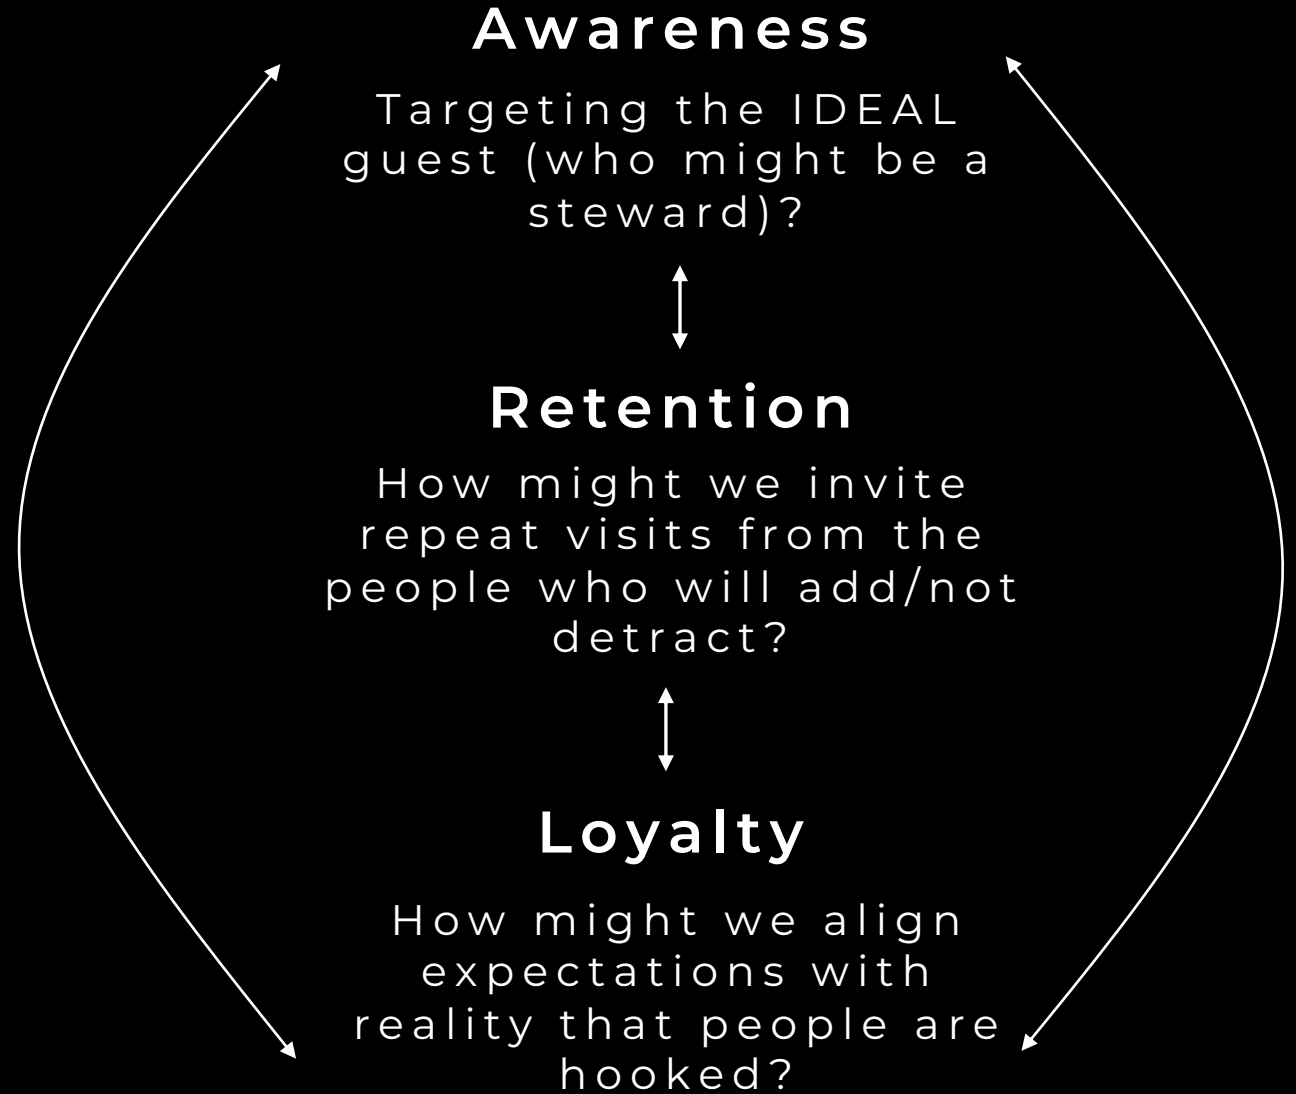 Awareness
Targeting the IDEAL
guest (who might be a
steward)?
Retention
How might we invite
repeat visits from the
people who will add/not
detract?
Loyalty
How might we align
expectations with
reality that people are
hooked?